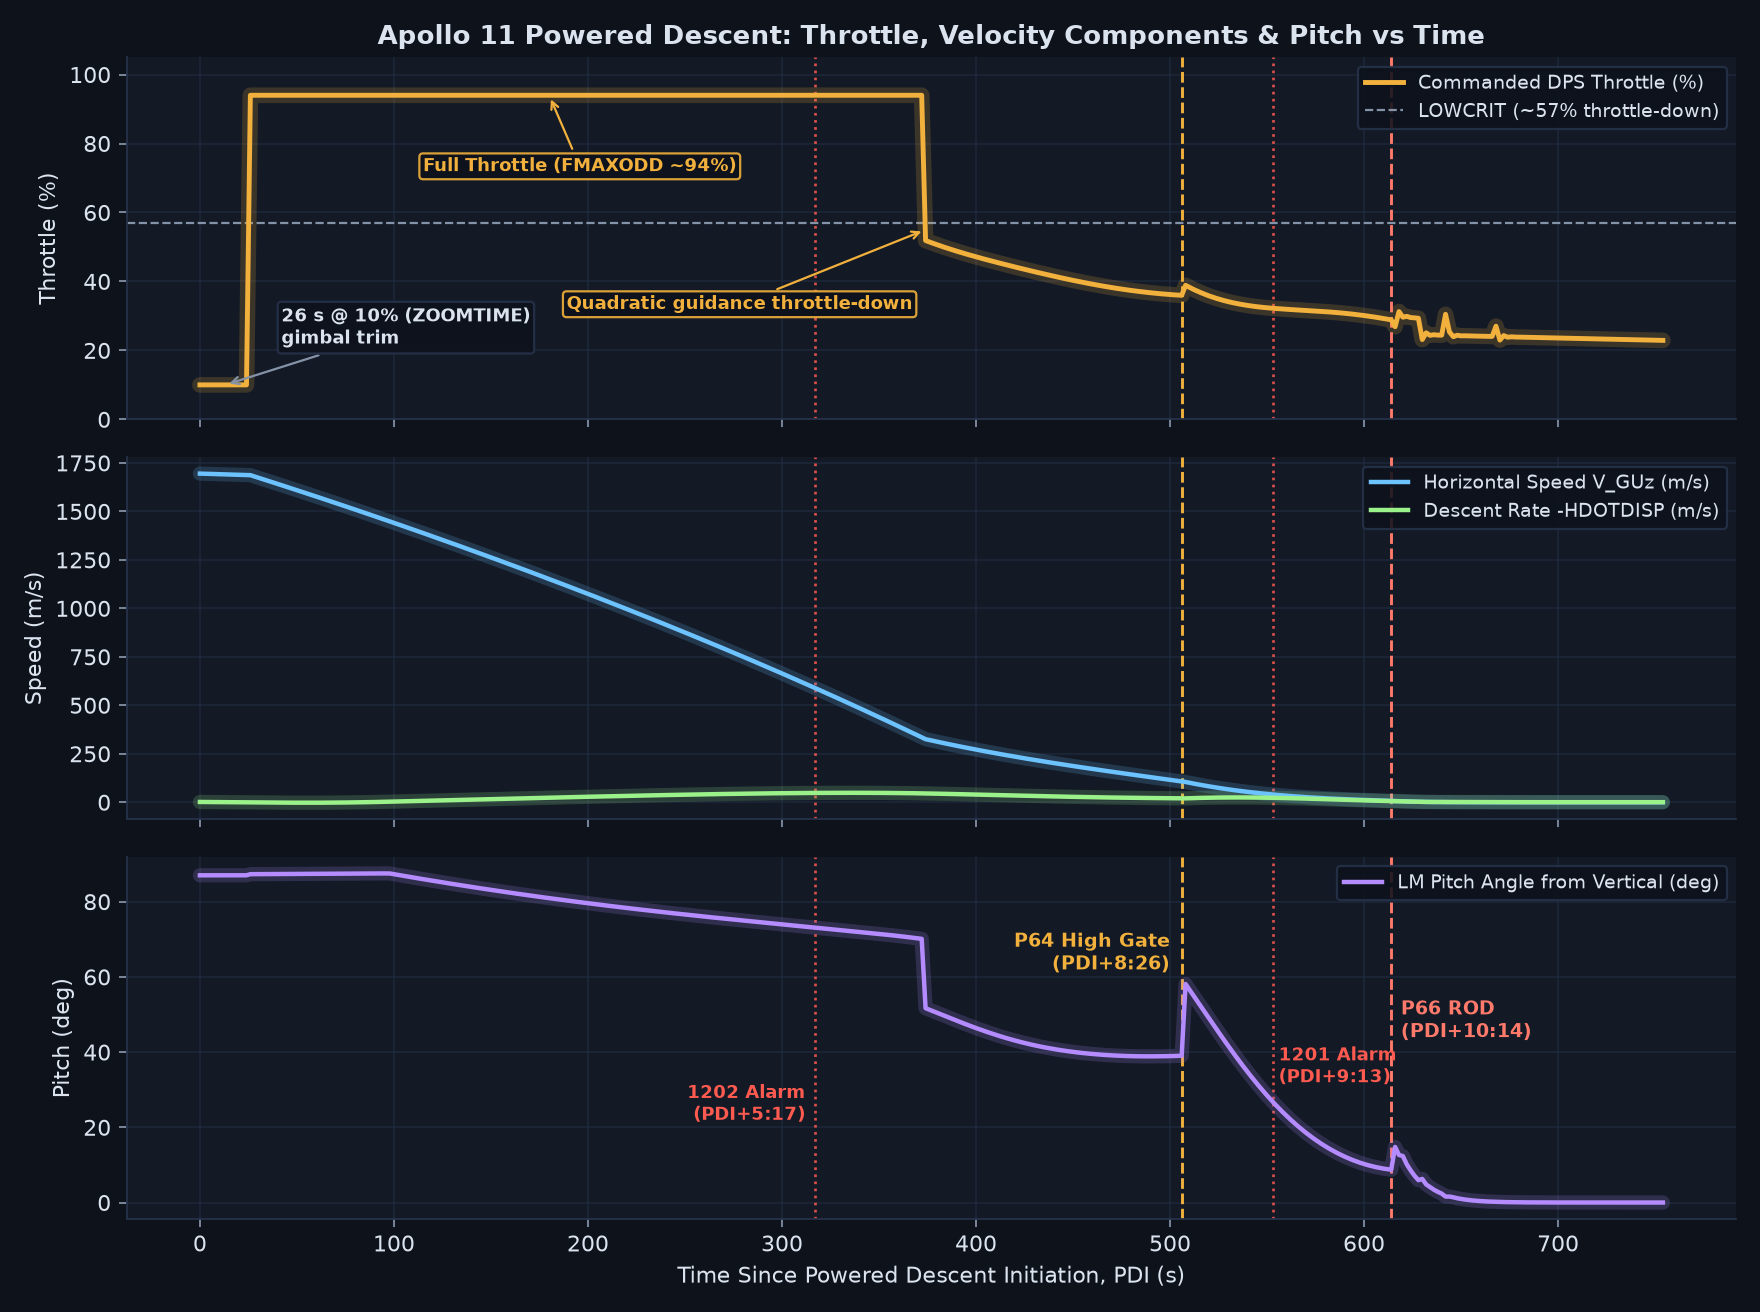 Apollo 11 Powered Descent: Throttle, Velocity Components & Pitch vs Time
Throttle (%)
100
80
60
40
20
0
Commanded DPS Throttle (%)
LOWCRIT (~57% throttle-down)
Full Throttle (FMAXODD ~94%)
Quadratic guidance throttle-down
26 s @ 10% (ZOOMTIME)
gimbal trim
Speed (m/s)
1750
1500
1250
1000
750
500
250
0
Horizontal Speed V_GUz (m/s)
Descent Rate -HDOTDISP (m/s)
Pitch (deg)
80
60
40
20
0
LM Pitch Angle from Vertical (deg)
P64 High Gate
(PDI+8:26)
P66 ROD
(PDI+10:14)
1201 Alarm
(PDI+9:13)
1202 Alarm
(PDI+5:17)
0 100 200 300 400 500 600 700
Time Since Powered Descent Initiation, PDI (s)